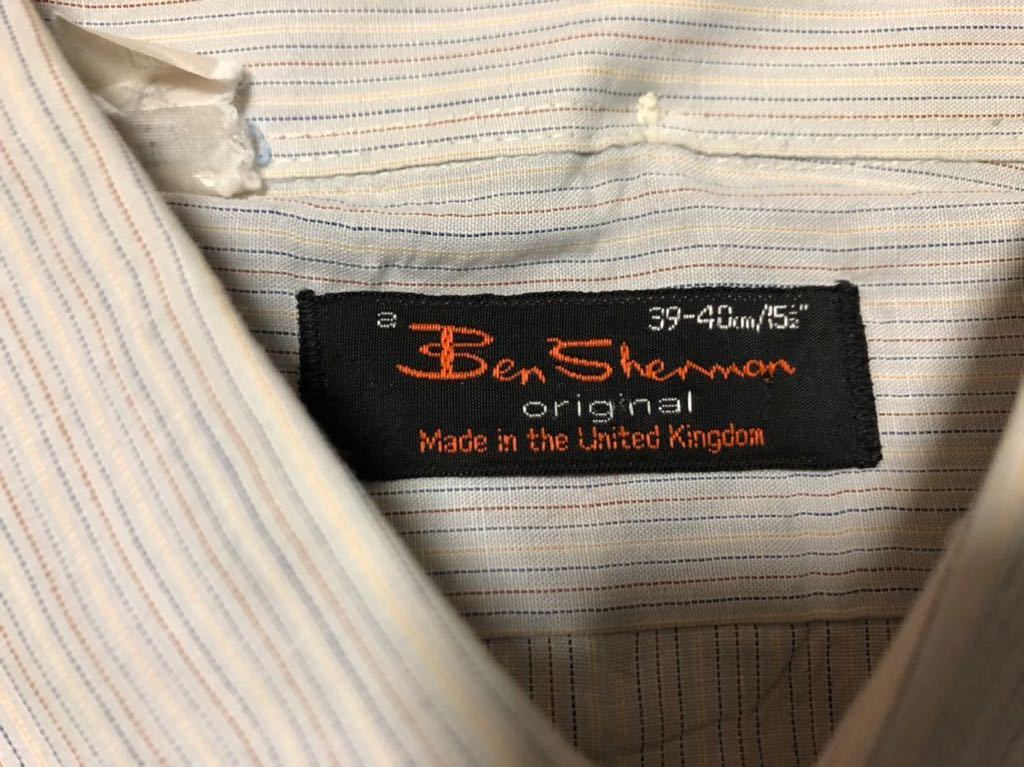 a 39-40cm/15½"
Ben Sherman
original
Made in the United Kingdom